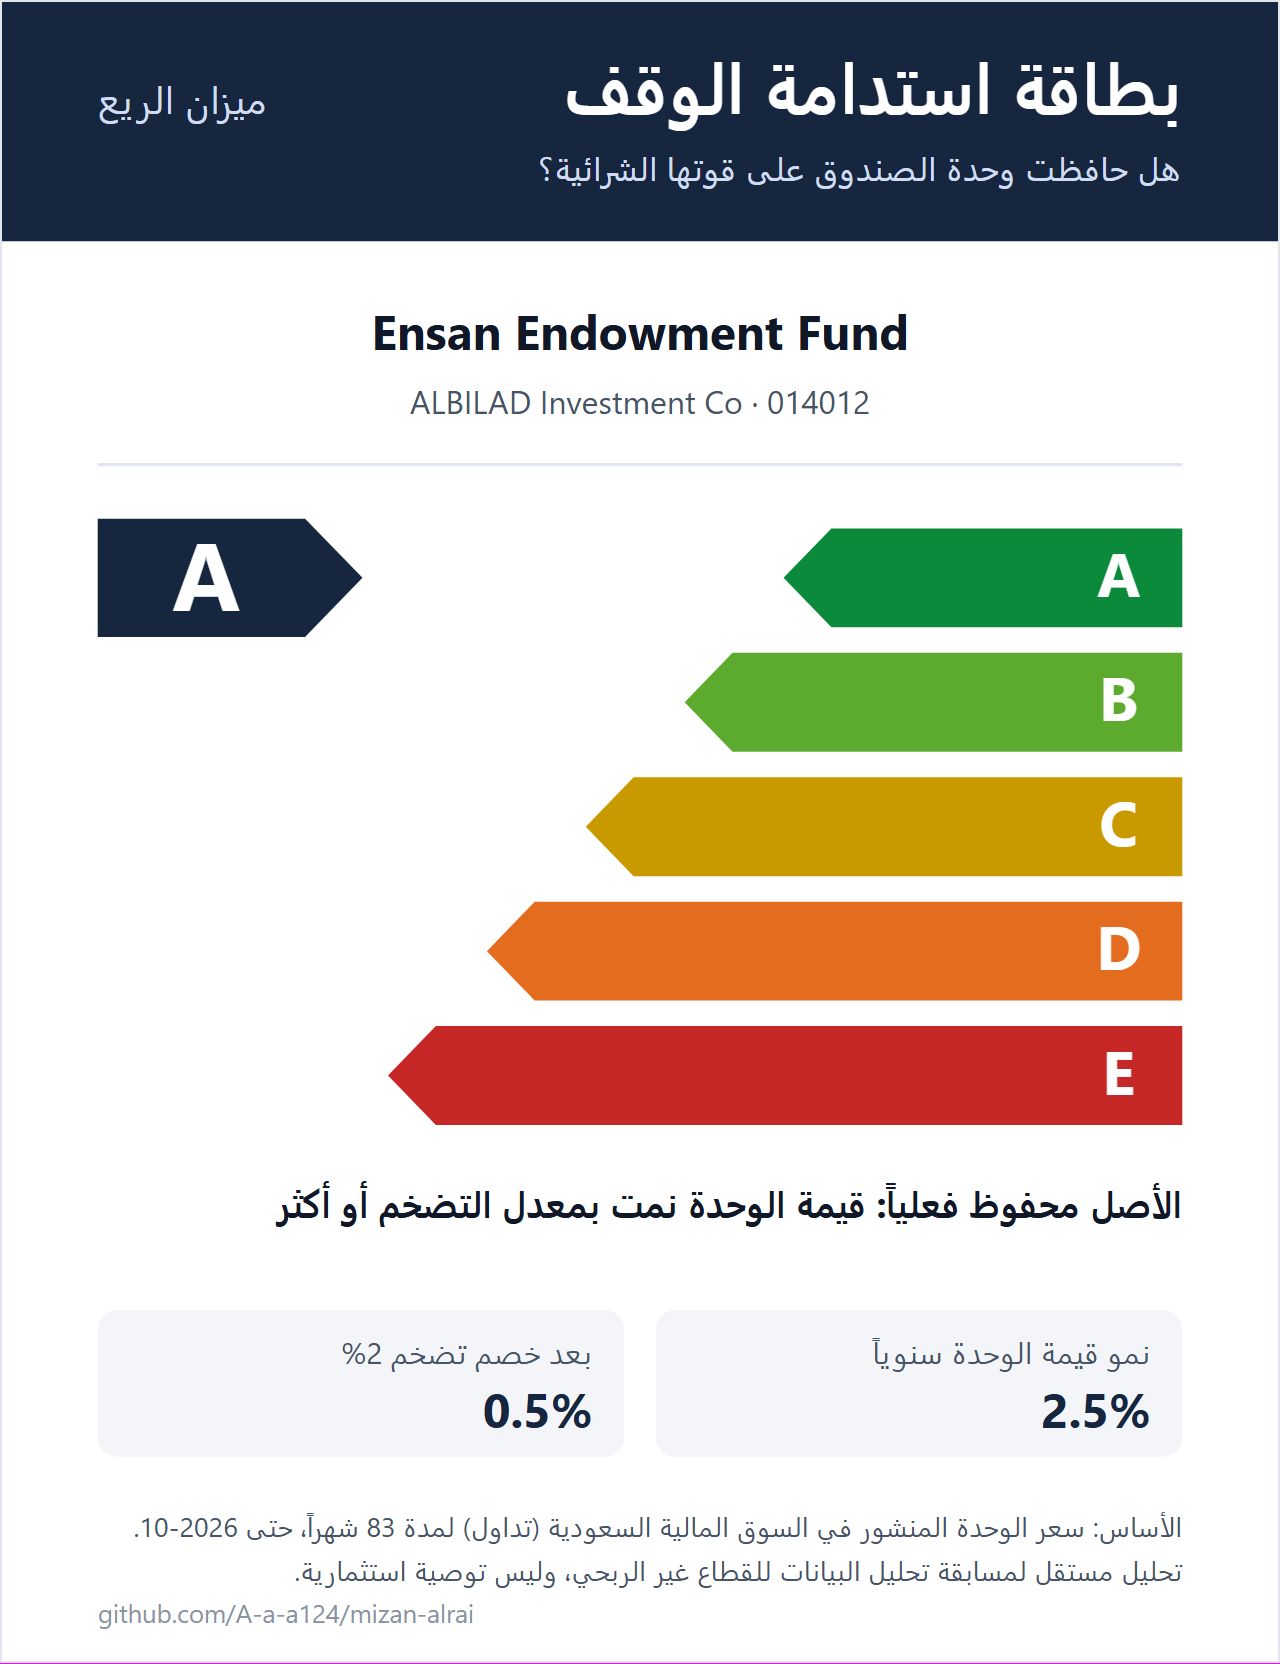 بطاقة استدامة الوقف
ميزان الريع
هل حافظت وحدة الصندوق على قوتها الشرائية؟
Ensan Endowment Fund
ALBILAD Investment Co · 014012
A
A
B
C
D
E
الأصل محفوظ فعلياً: قيمة الوحدة نمت بمعدل التضخم أو أكثر
نمو قيمة الوحدة سنوياً
2.5%
بعد خصم تضخم 2%
0.5%
الأساس: سعر الوحدة المنشور في السوق المالية السعودية (تداول) لمدة 83 شهراً، حتى 2026-10.
تحليل مستقل لمسابقة تحليل البيانات للقطاع غير الربحي، وليس توصية استثمارية.
github.com/A-a-a124/mizan-alrai